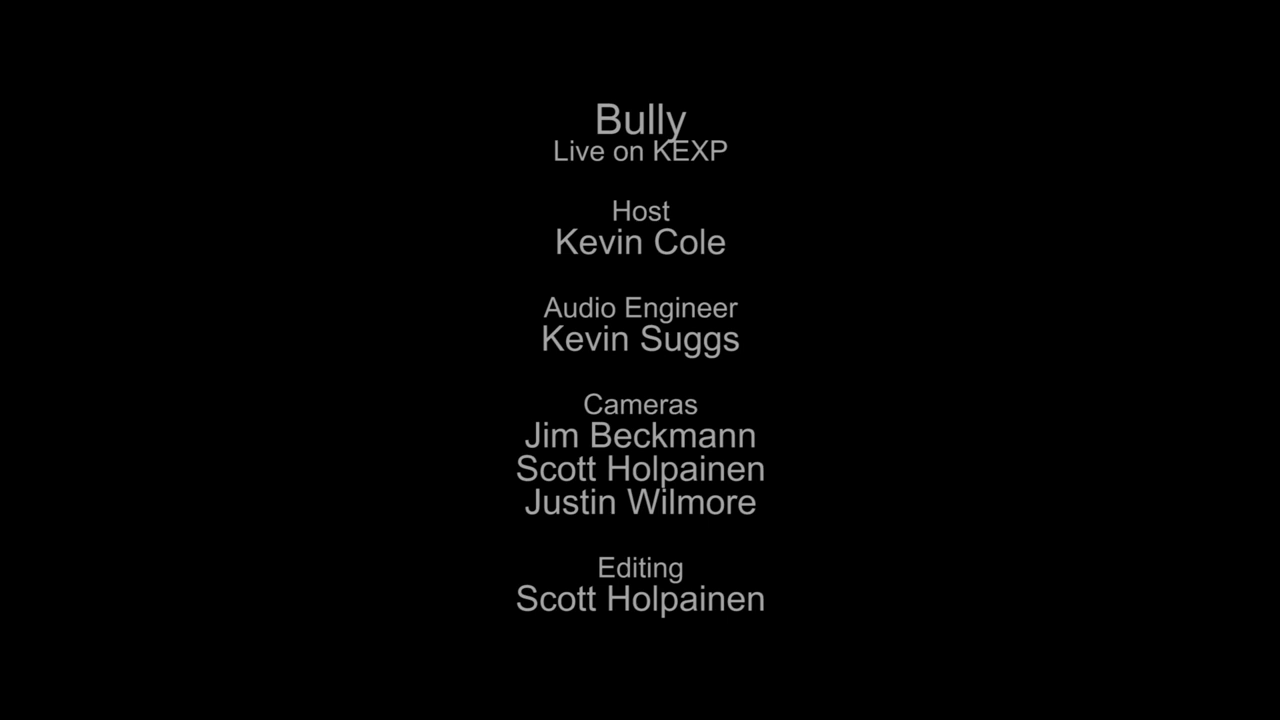 Bully
Live on KEXP
Host
Kevin Cole
Audio Engineer
Kevin Suggs
Cameras
Jim Beckmann
Scott Holpainen
Justin Wilmore
Editing
Scott Holpainen